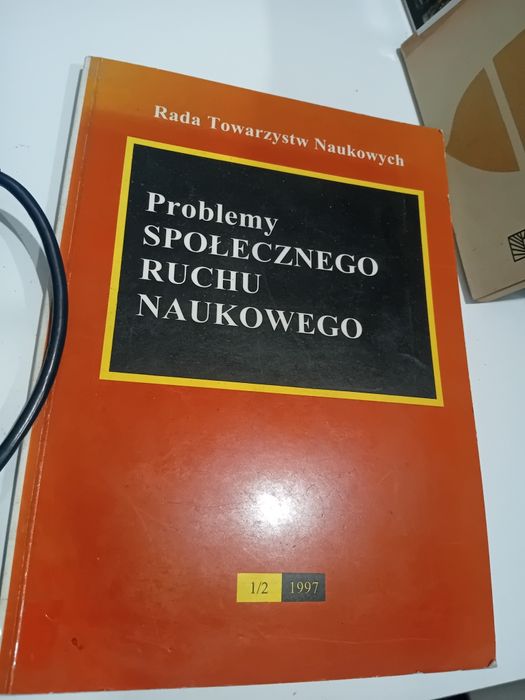 Rada Towarzystw Naukowych
Problemy
SPOŁECZNEGO
RUCHU
NAUKOWEGO
1/2 1997